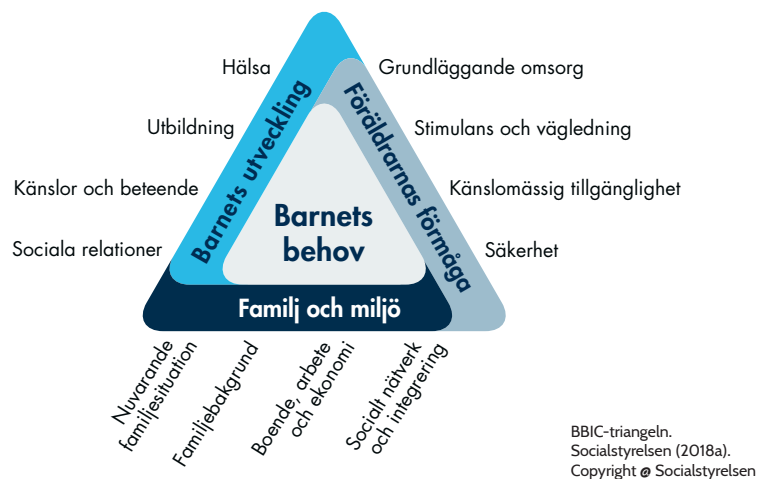 Hälsa
Utbildning
Känslor och beteende
Sociala relationer
Barnets utveckling
Grundläggande omsorg
Stimulans och vägledning
Känslomässig tillgänglighet
Säkerhet
Föräldrarnas förmåga
Barnets
behov
Familj och miljö
Nuvarande
familjesituation
Familjebakgrund
Boende, arbete
och ekonomi
Socialt nätverk
och integrering
BBIC-triangeln.
Socialstyrelsen (2018a).
Copyright @ Socialstyrelsen